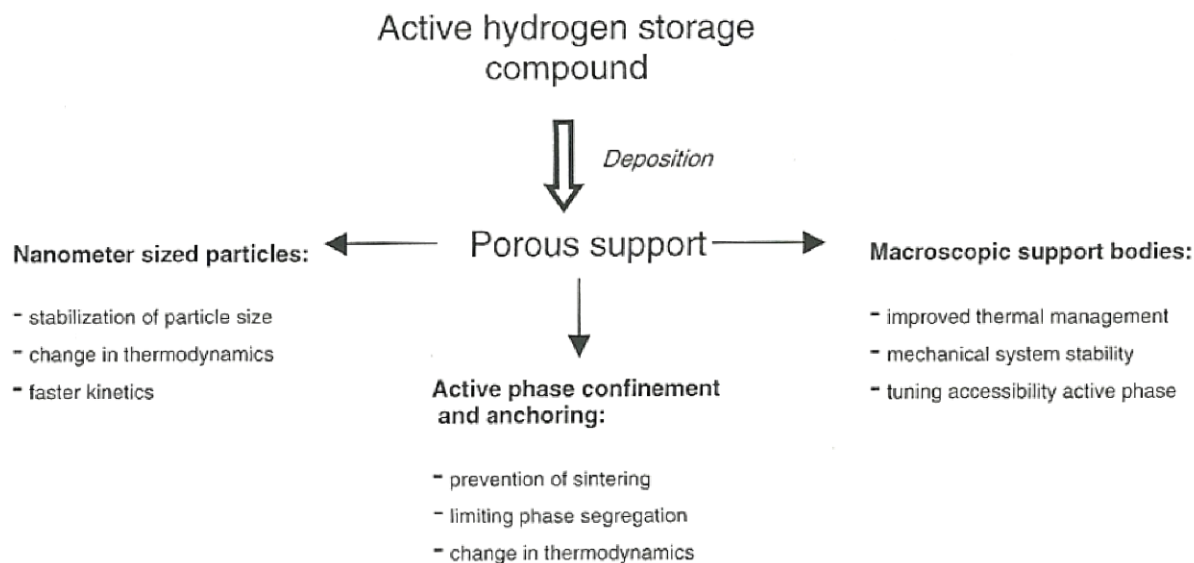 Active hydrogen storage
compound
Deposition
Porous support
Nanometer sized particles:
- stabilization of particle size
- change in thermodynamics
- faster kinetics
Active phase confinement
and anchoring:
- prevention of sintering
- limiting phase segregation
- change in thermodynamics
Macroscopic support bodies:
- improved thermal management
- mechanical system stability
- tuning accessibility active phase